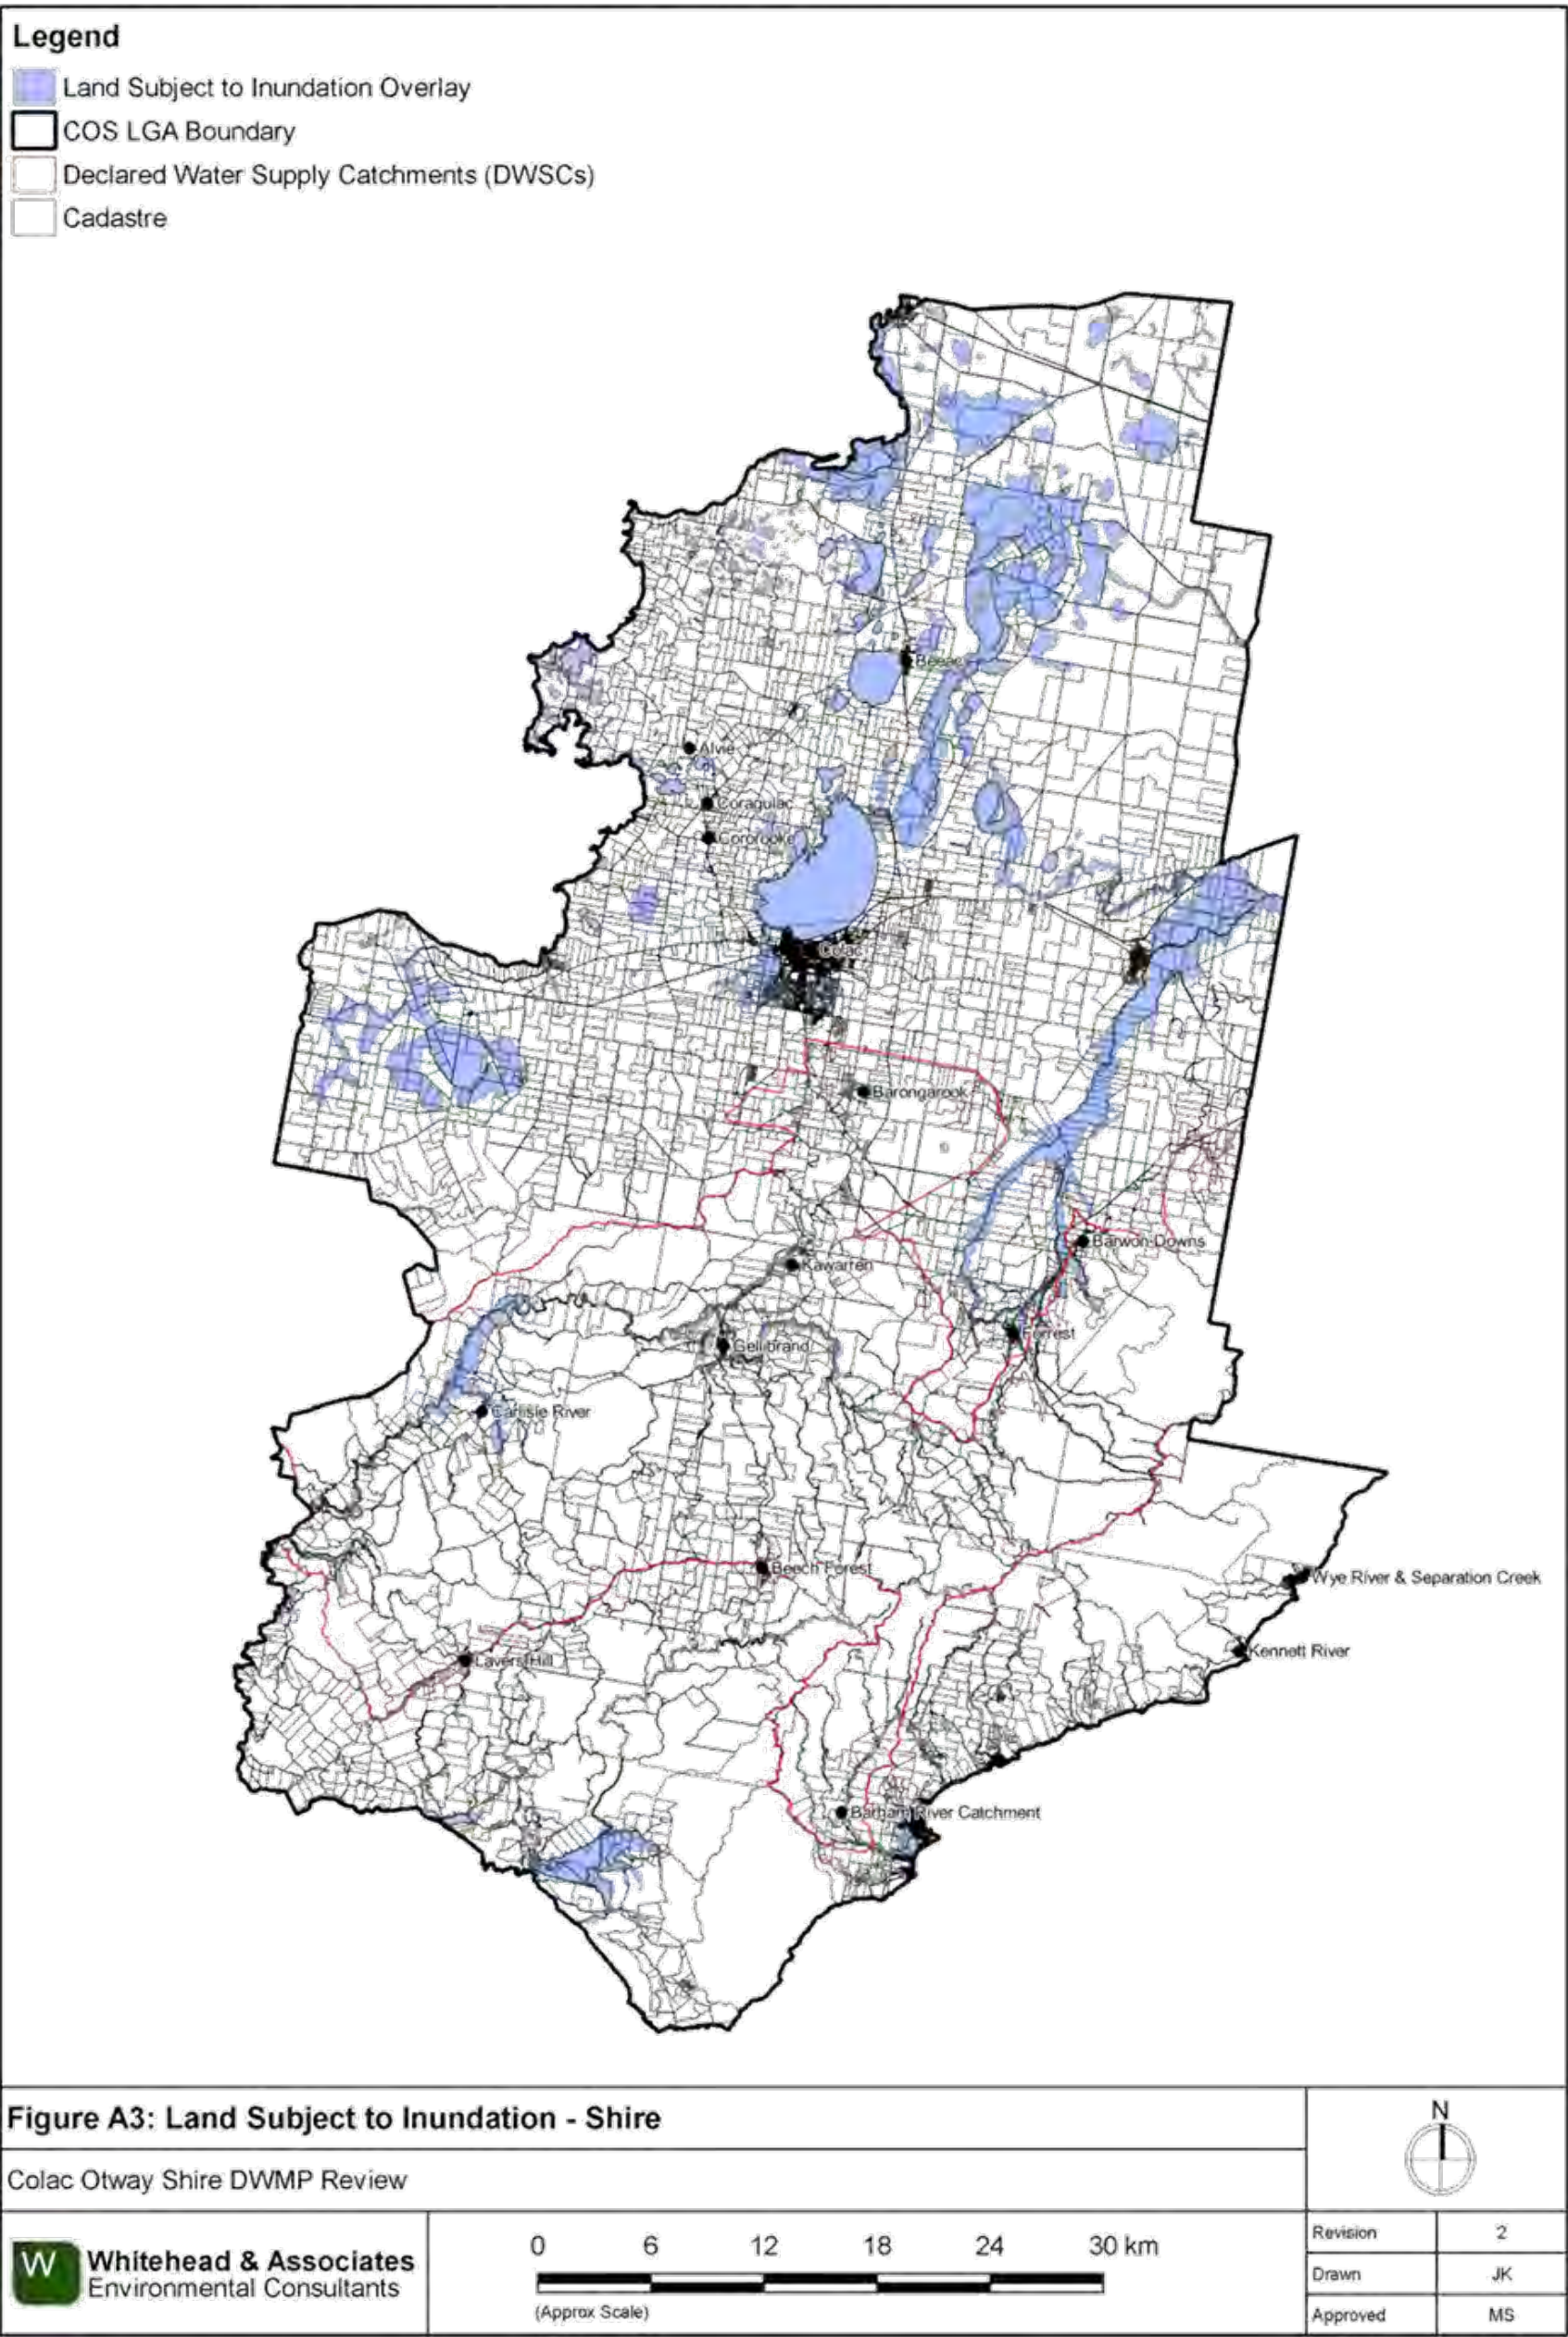 Legend
Land Subject to Inundation Overlay
COS LGA Boundary
Declared Water Supply Catchments (DWSCs)
Cadastre
Beeac
Alvie
Coragulac
Cororooke
Colac
Barongarook
Barwon Downs
Kawarren
Forrest
Gellibrand
Carlisle River
Beech Forest
Wye River & Separation Creek
Kennett River
Lavers Hill
Barham River Catchment
Figure A3: Land Subject to Inundation - Shire
N
Colac Otway Shire DWMP Review
W
Whitehead & Associates
Environmental Consultants
0 6 12 18 24 30 km
(Approx Scale)
Revision 2
Drawn JK
Approved MS